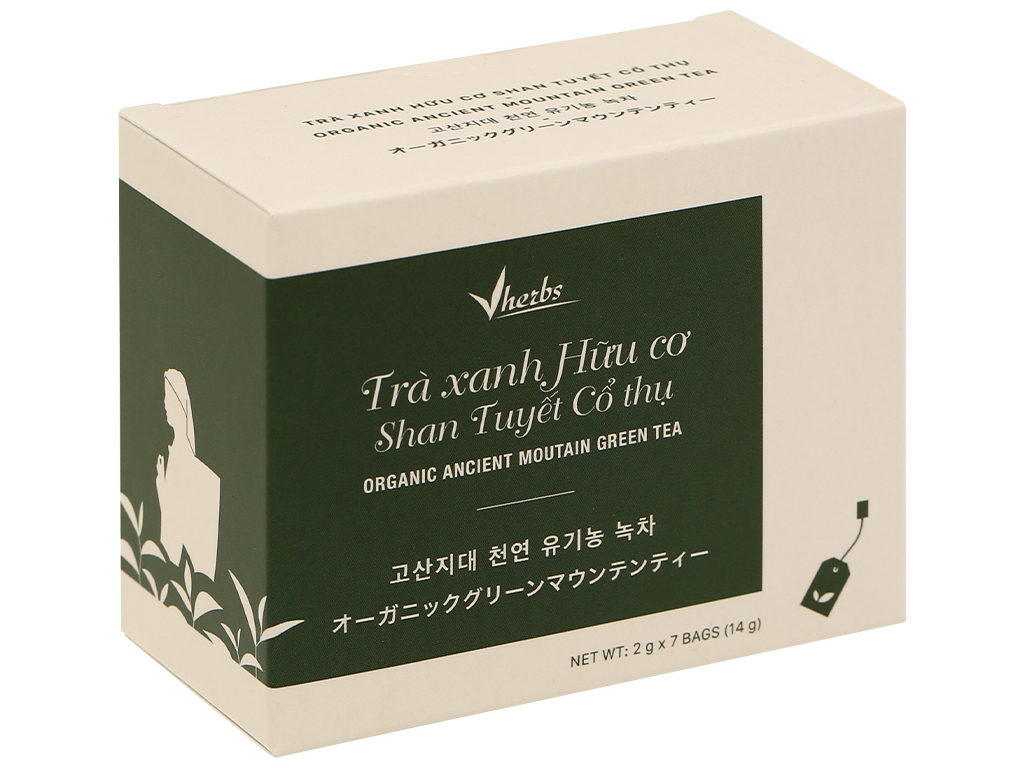 TRÀ XANH HỮU CƠ SHAN TUYẾT CỔ THỤ
ORGANIC ANCIENT MOUNTAIN GREEN TEA
고산지대 천연 유기농 녹차
オーガニックグリーンマウンテンティー
Vherbs
Trà xanh Hữu cơ
Shan Tuyết Cổ thụ
ORGANIC ANCIENT MOUTAIN GREEN TEA
고산지대 천연 유기농 녹차
オーガニックグリーンマウンテンティー
NET WT: 2 g x 7 BAGS (14 g)